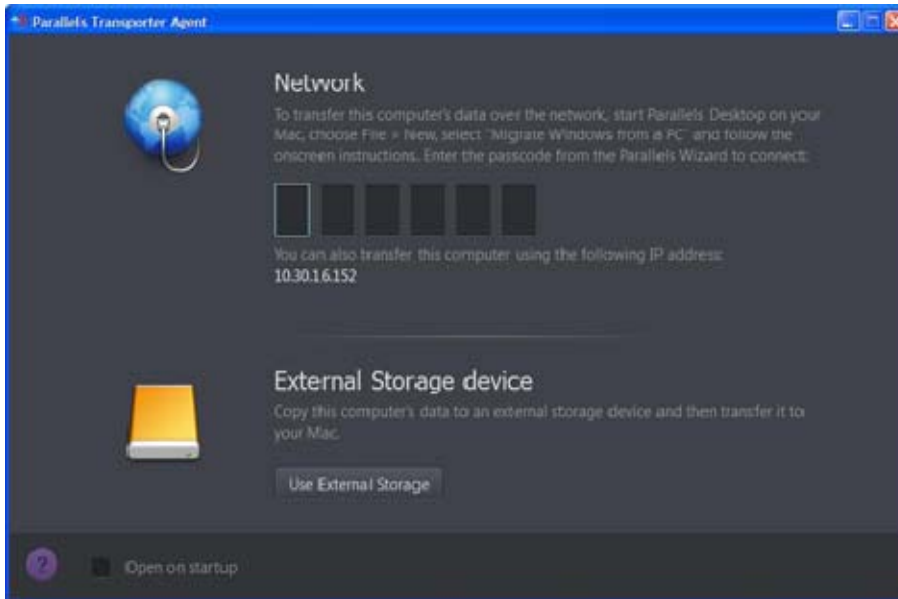 Parallels Transporter Agent
Network
To transfer this computer's data over the network, start Parallels Desktop on your
Mac, choose File > New, select "Migrate Windows from a PC" and follow the
onscreen instructions. Enter the passcode from the Parallels Wizard to connect:
You can also transfer this computer using the following IP address:
10.30.16.152
External Storage device
Copy this computer's data to an external storage device and then transfer it to
your Mac.
Use External Storage
?
Open on startup